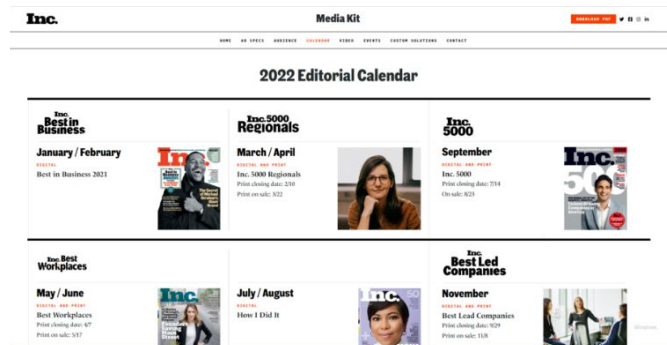 Inc.
Media Kit
DOWNLOAD PDF
HOME AD SPECS AUDIENCE CALENDAR VIDEO EVENTS CUSTOM SOLUTIONS CONTACT
2022 Editorial Calendar
Inc.
Best in
Business
January / February
DIGITAL
Best in Business 2021
Inc.
Inc. 5000
Regionals
March / April
DIGITAL AND PRINT
Inc. 5000 Regionals
Print closing date: 2/10
Print on sale: 3/22
Inc.
5000
September
DIGITAL AND PRINT
Inc. 5000
Print closing date: 7/14
On sale: 8/23
Inc.
500
Inc. Best
Workplaces
May / June
DIGITAL AND PRINT
Best Workplaces
Print closing date: 4/7
Print on sale: 5/17
Inc.
July / August
DIGITAL
How I Did It
Inc.
Inc.
Best Led
Companies
November
DIGITAL AND PRINT
Best Lead Companies
Print closing date: 9/29
Print on sale: 11/8